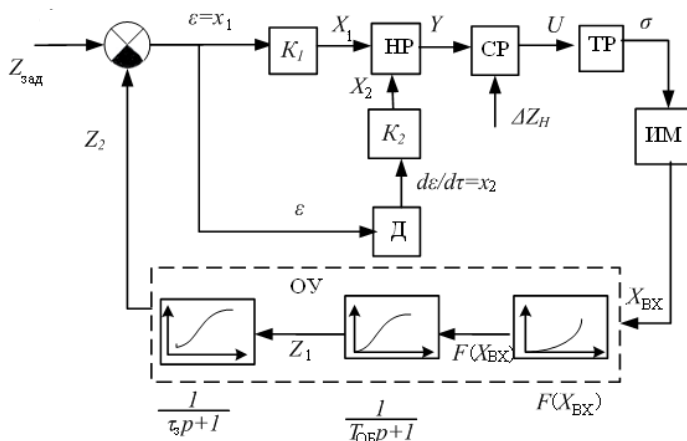 ε=x₁
X₁
Y
U
σ
Z_зад
K₁
НР
СР
ТР
X₂
Z₂
K₂
ΔZ_H
ИМ
dε/dτ=x₂
ε
Д
ОУ
X_ВХ
Z₁
F(X_ВХ)
1/(τ₃p+1)
1/(T_ОБp+1)
F(X_ВХ)